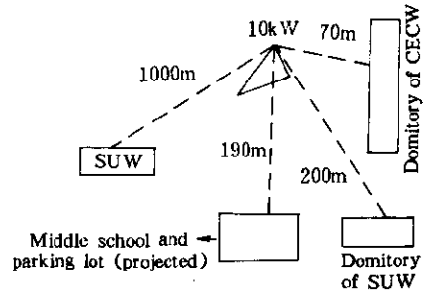 10kW
70m
1000m
Domitory of CECW
SUW
190m
200m
Middle school and
parking lot (projected)
Domitory
of SUW